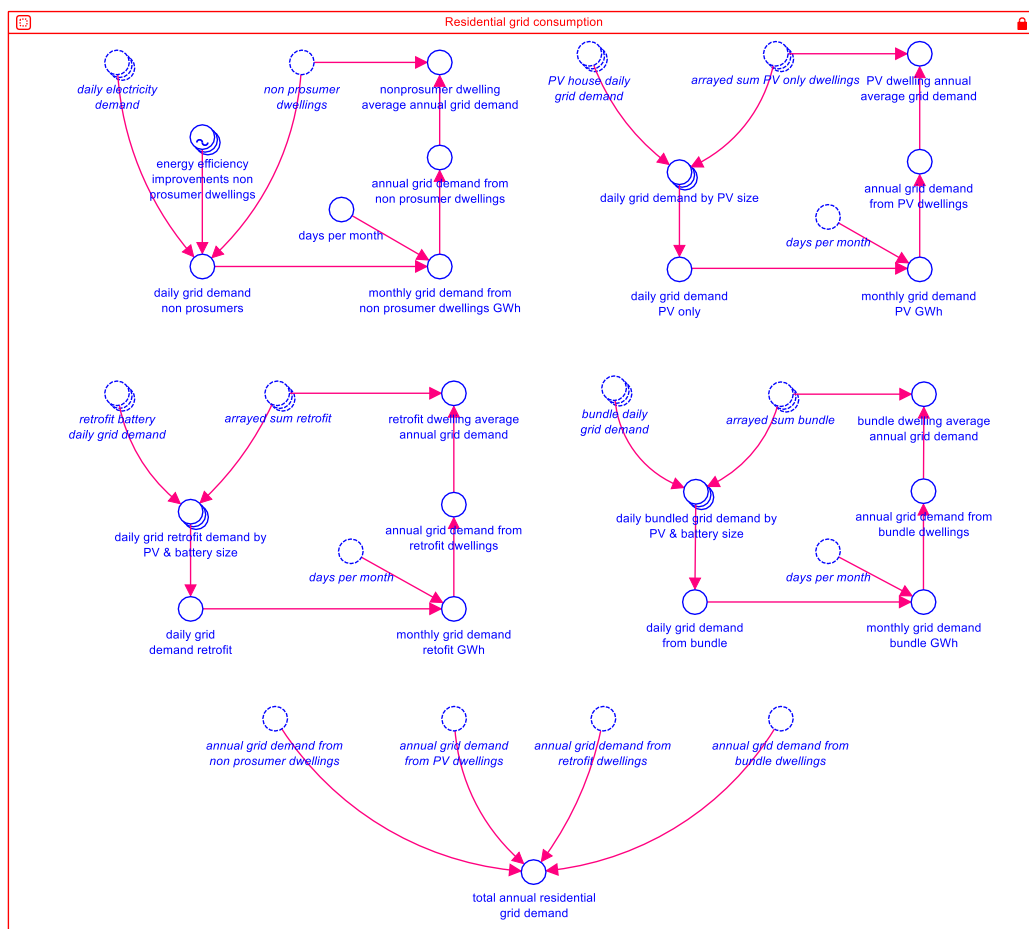 Residential grid consumption
daily electricity
demand
non prosumer
dwellings
nonprosumer dwelling
average annual grid demand
energy efficiency
improvements non
prosumer dwellings
annual grid demand from
non prosumer dwellings
days per month
daily grid demand
non prosumers
monthly grid demand from
non prosumer dwellings GWh
PV house daily
grid demand
arrayed sum PV only dwellings
PV dwelling annual
average grid demand
daily grid demand by PV size
annual grid demand
from PV dwellings
days per month
daily grid demand
PV only
monthly grid demand
PV GWh
retrofit battery
daily grid demand
arrayed sum retrofit
retrofit dwelling average
annual grid demand
daily grid retrofit demand by
PV & battery size
annual grid demand from
retrofit dwellings
days per month
daily grid
demand retrofit
monthly grid demand
retofit GWh
bundle daily
grid demand
arrayed sum bundle
bundle dwelling average
annual grid demand
daily bundled grid demand by
PV & battery size
annual grid demand from
bundle dwellings
days per month
daily grid demand
from bundle
monthly grid demand
bundle GWh
annual grid demand from
non prosumer dwellings
annual grid demand
from PV dwellings
annual grid demand from
retrofit dwellings
annual grid demand from
bundle dwellings
total annual residential
grid demand